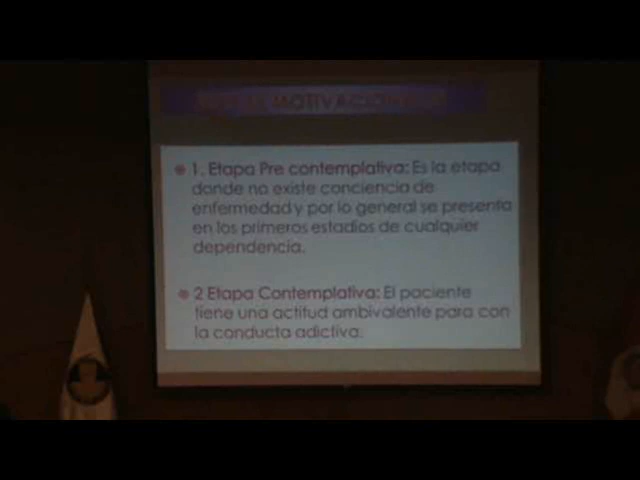 MOTIVACIONALES
1. Etapa Pre contemplativa: Es la etapa
donde no existe conciencia de
enfermedad y por lo general se presenta
en los primeros estadios de cualquier
dependencia.
2 Etapa Contemplativa: El paciente
tiene una actitud ambivalente para con
la conducta adictiva.